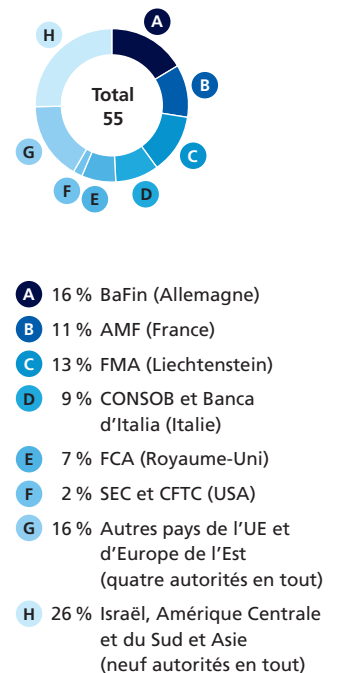 H
A
Total
55
B
G
C
F
E
D
A 16 % BaFin (Allemagne)
B 11 % AMF (France)
C 13 % FMA (Liechtenstein)
D 9 % CONSOB et Banca
d’Italia (Italie)
E 7 % FCA (Royaume-Uni)
F 2 % SEC et CFTC (USA)
G 16 % Autres pays de l’UE et
d’Europe de l’Est
(quatre autorités en tout)
H 26 % Israël, Amérique Centrale
et du Sud et Asie
(neuf autorités en tout)